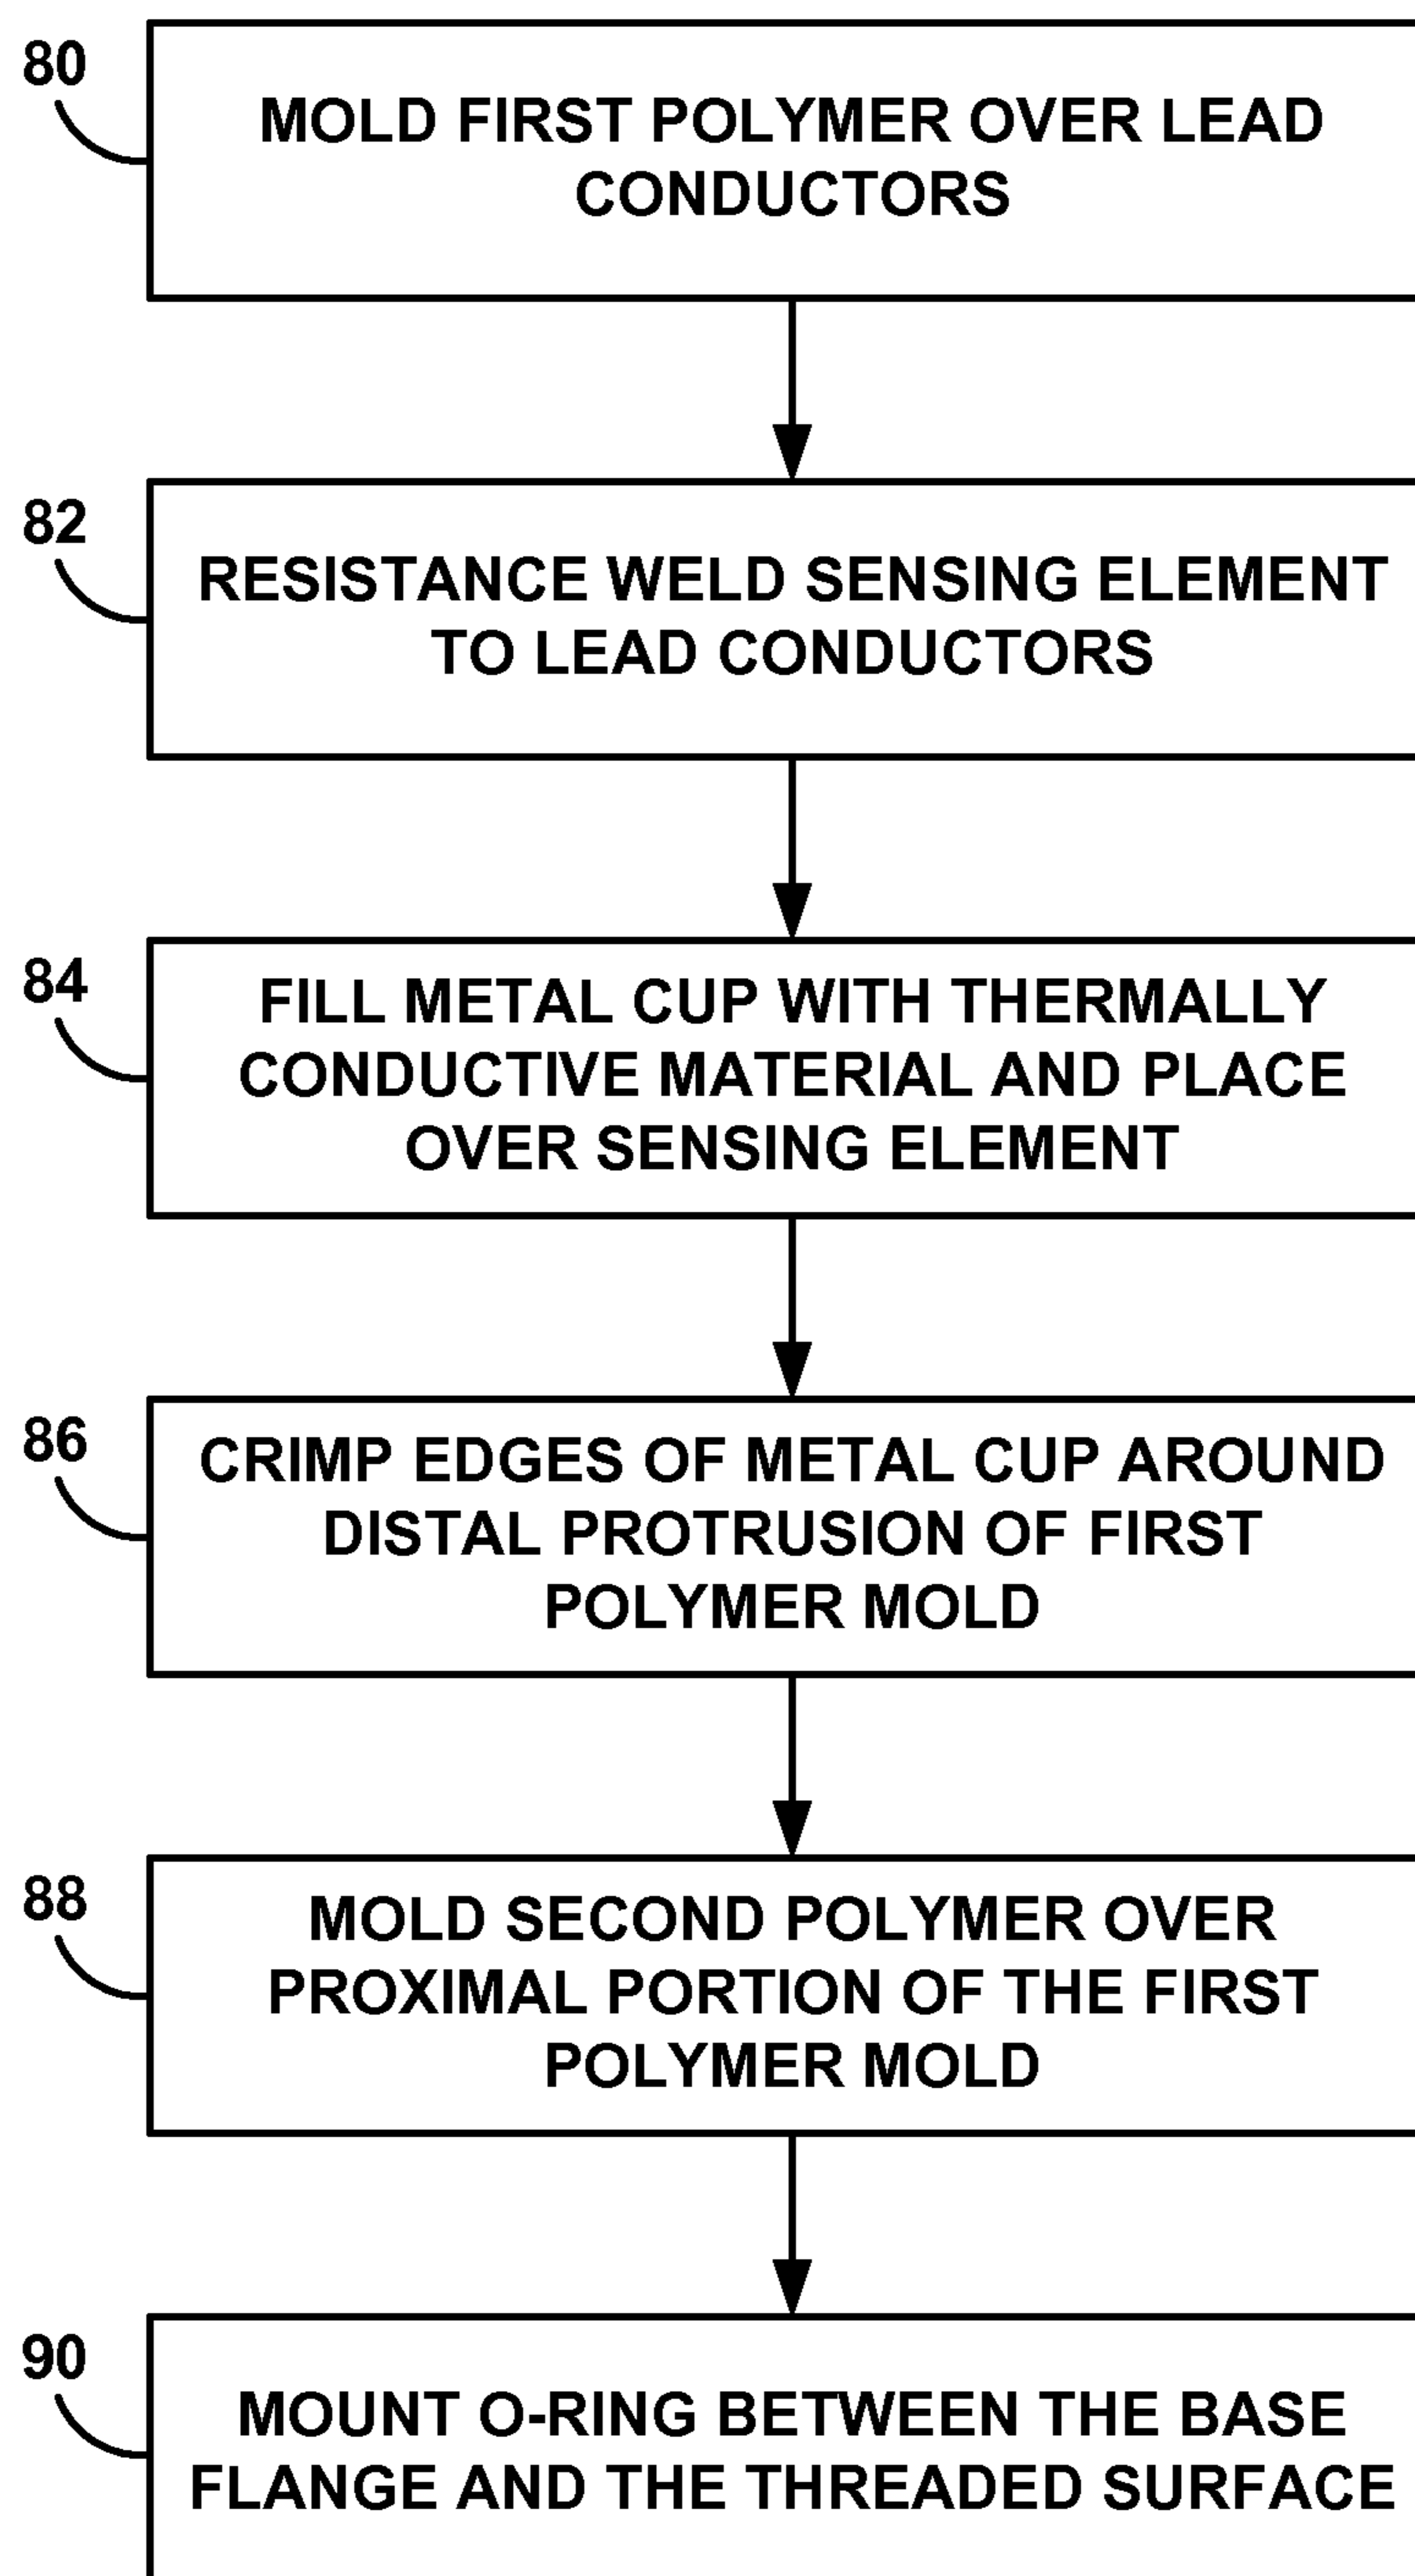 80
MOLD FIRST POLYMER OVER LEAD
CONDUCTORS
82
RESISTANCE WELD SENSING ELEMENT
TO LEAD CONDUCTORS
84
FILL METAL CUP WITH THERMALLY
CONDUCTIVE MATERIAL AND PLACE
OVER SENSING ELEMENT
86
CRIMP EDGES OF METAL CUP AROUND
DISTAL PROTRUSION OF FIRST
POLYMER MOLD
88
MOLD SECOND POLYMER OVER
PROXIMAL PORTION OF THE FIRST
POLYMER MOLD
90
MOUNT O-RING BETWEEN THE BASE
FLANGE AND THE THREADED SURFACE